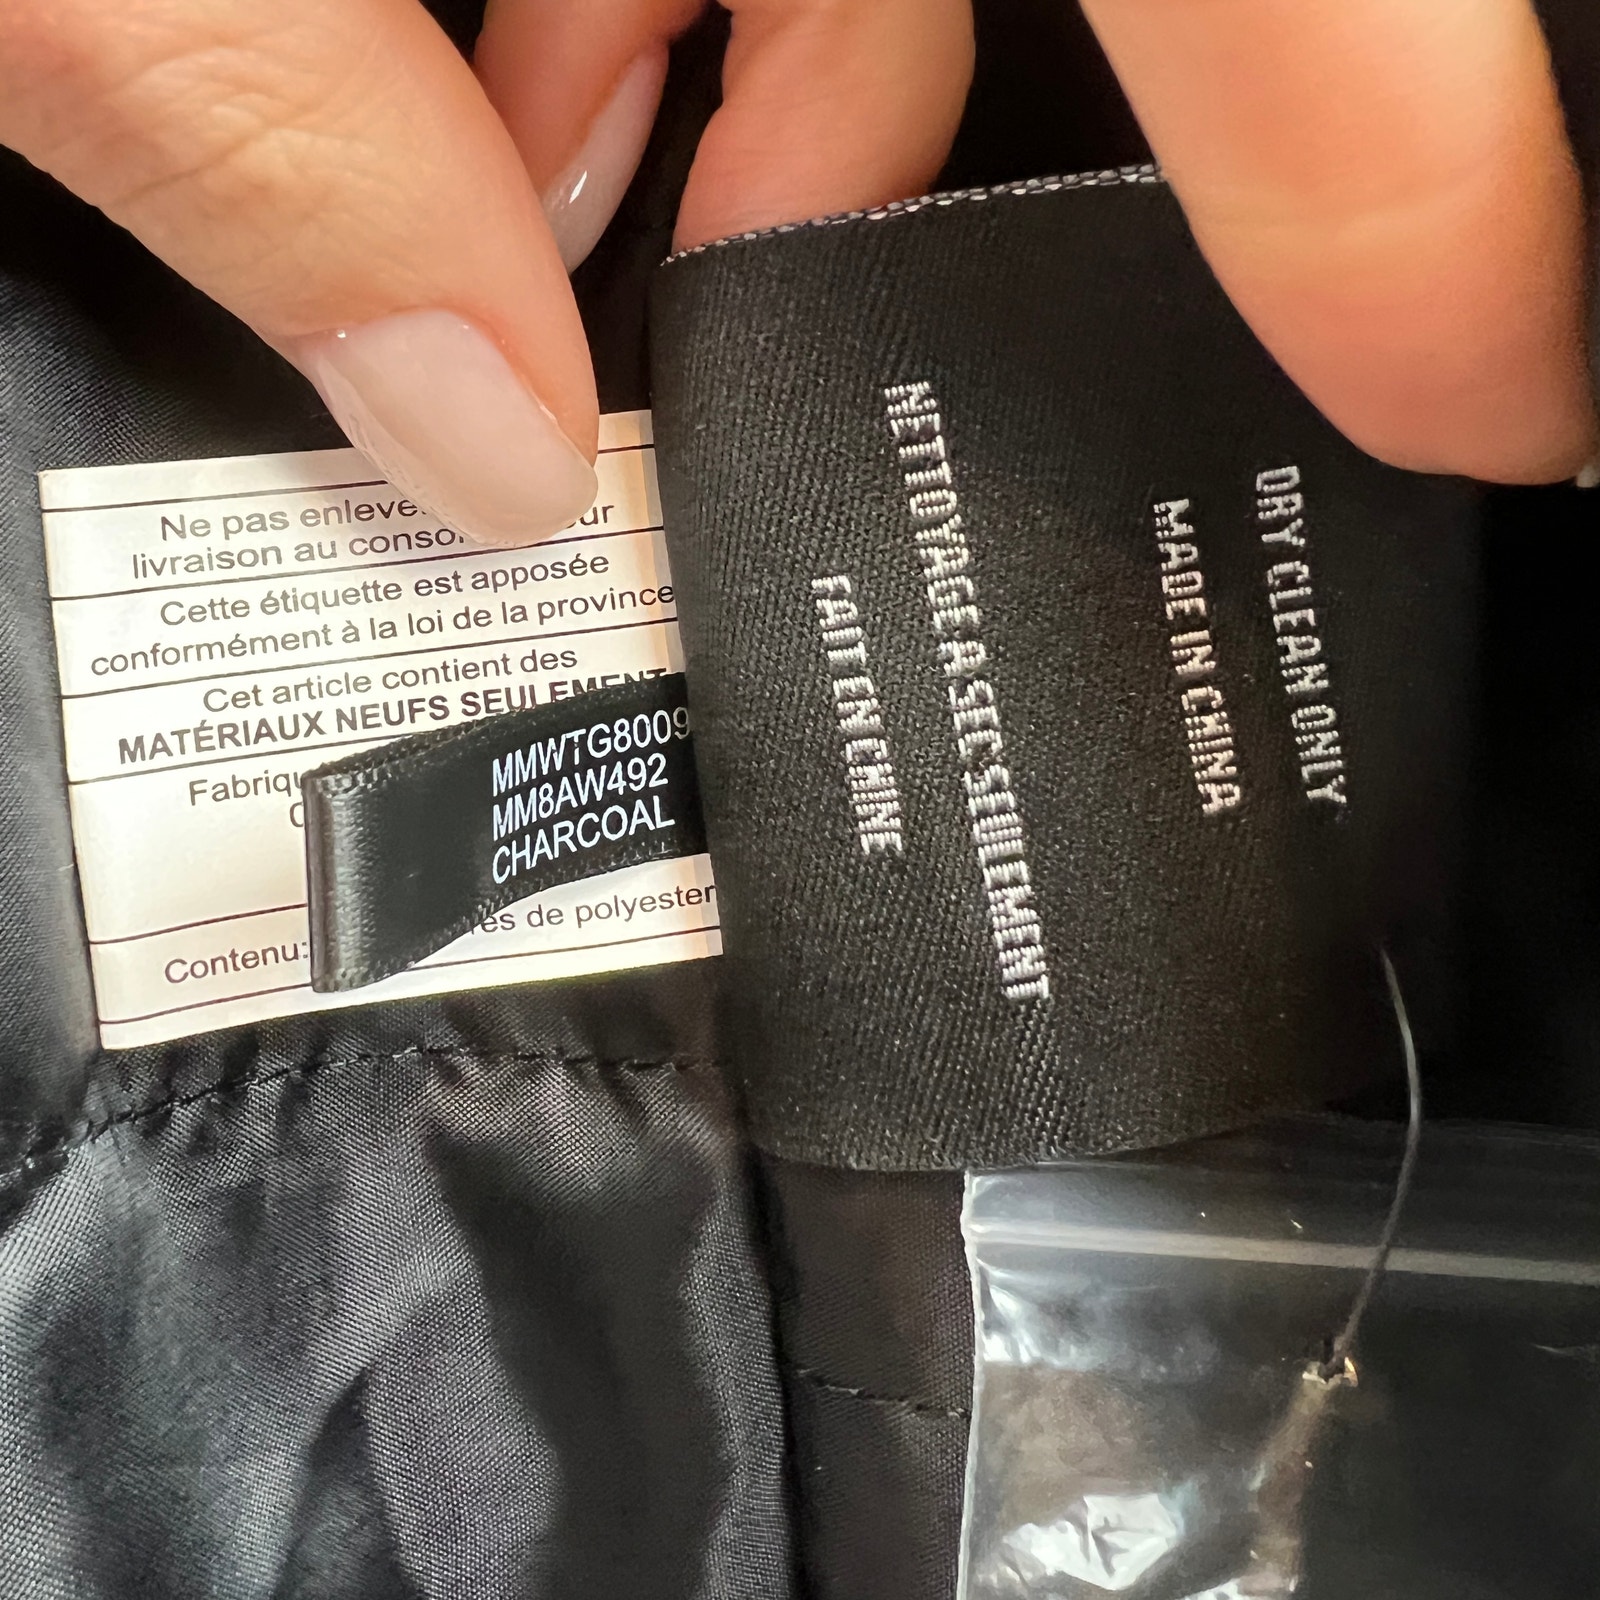 Ne pas enleve
livraison au conso
Cette étiquette est apposée
conformément à la loi de la province
Cet article contient des
MATÉRIAUX NEUFS SEULEMENT
Fabriqu
MMWTG8009
MM8AW492
CHARCOAL
Contenu: es de polyester
DRY CLEAN ONLY
MADE IN CHINA
NETTOYAGE A SEC SEULEMENT
FAIT EN CHINE